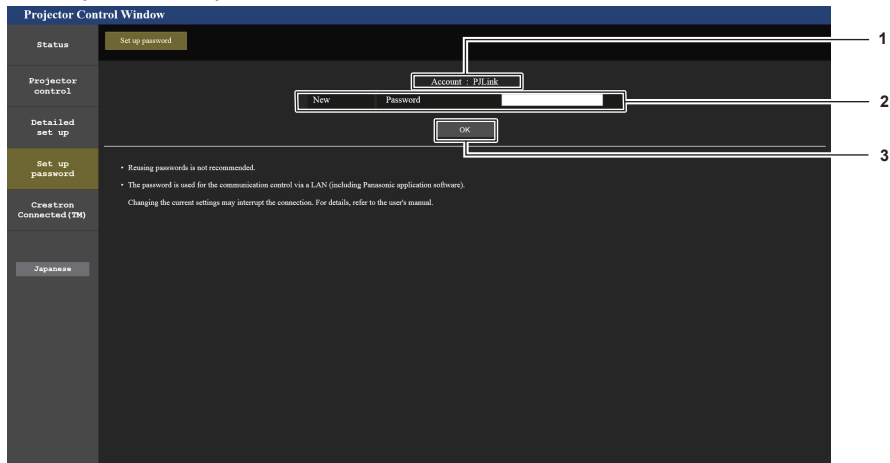 Projector Control Window
Status
Set up password
1
Projector
control
Account : PJLink
New Password
2
Detailed
set up
OK
3
Set up
password
• Reusing passwords is not recommended.
• The password is used for the communication control via a LAN (including Panasonic application software).
Changing the current settings may interrupt the connection. For details, refer to the user's manual.
Crestron
Connected(TM)
Japanese